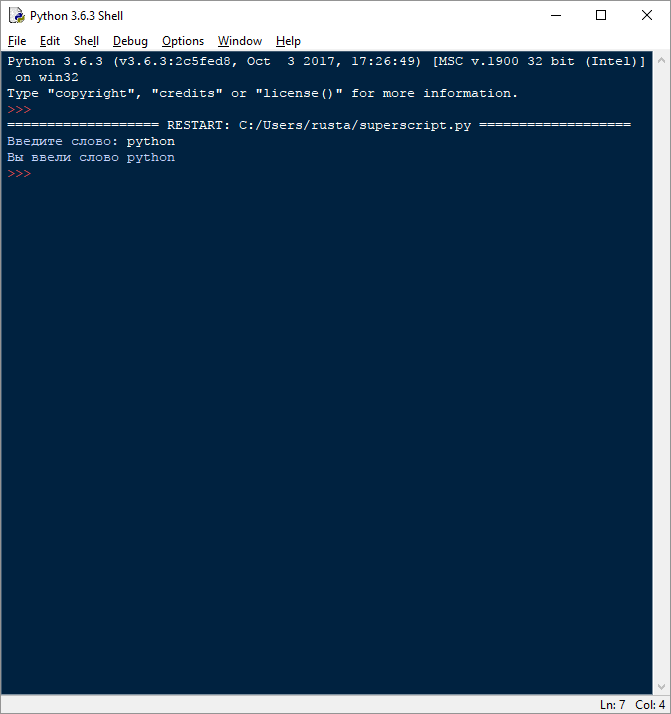 Python 3.6.3 Shell
File Edit Shell Debug Options Window Help
Python 3.6.3 (v3.6.3:2c5fed8, Oct  3 2017, 17:26:49) [MSC v.1900 32 bit (Intel)]
 on win32
Type "copyright", "credits" or "license()" for more information.
>>>
=================== RESTART: C:/Users/rusta/superscript.py ===================
Введите слово: python
Вы ввели слово python
>>>
Ln: 7 Col: 4